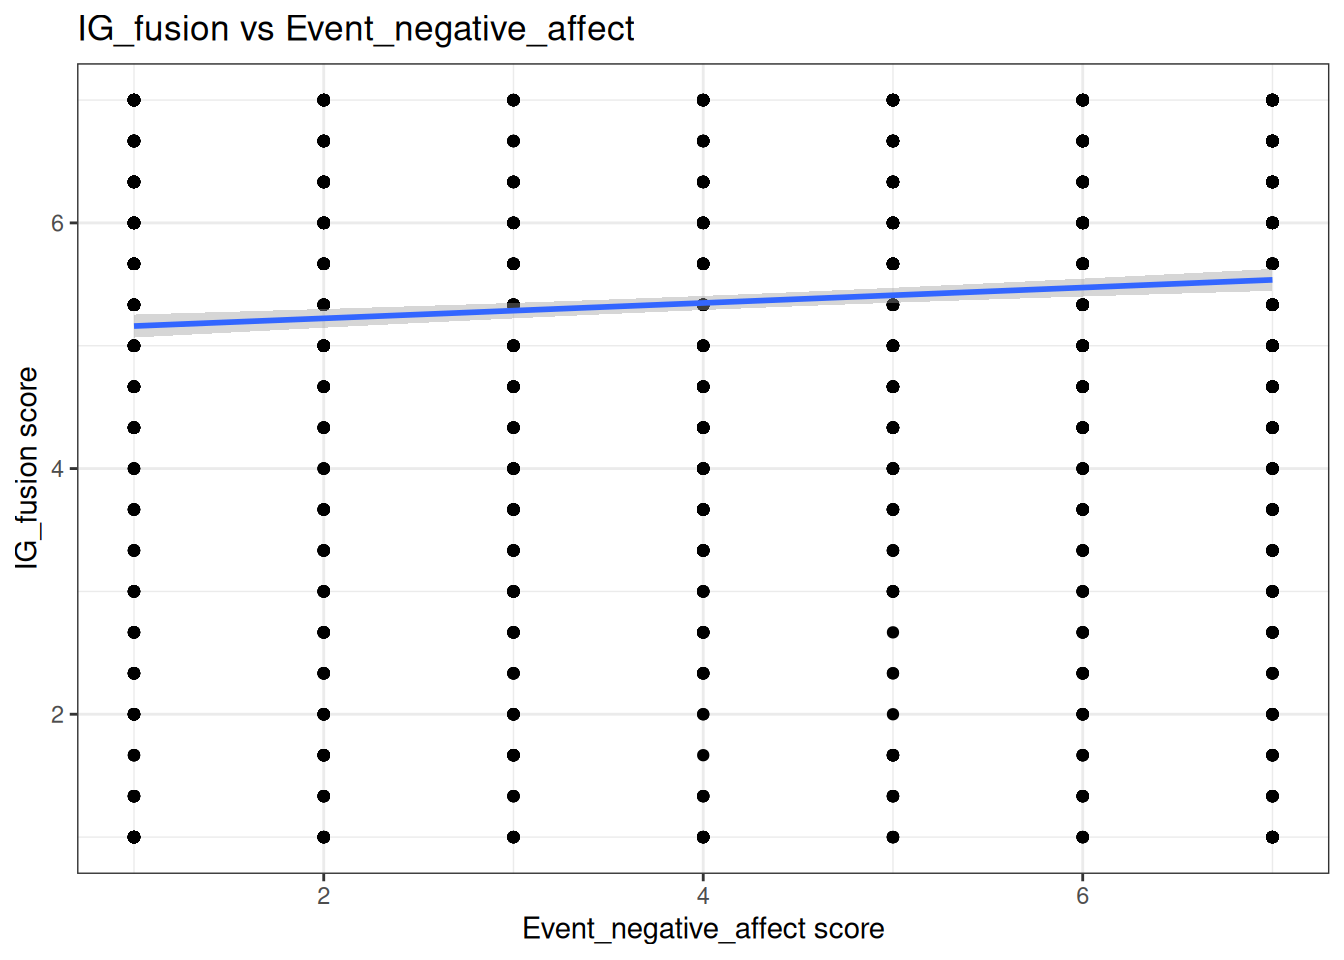 IG_fusion vs Event_negative_affect
6
4
2
IG_fusion score
2 4 6
Event_negative_affect score